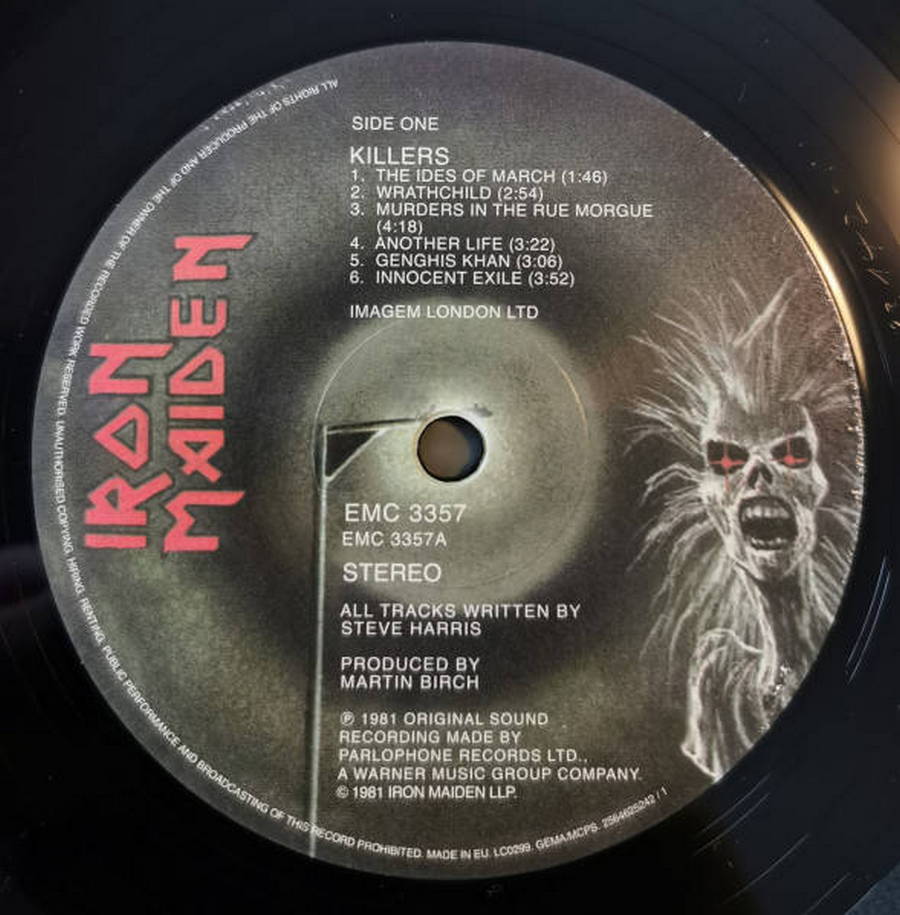 SIDE ONE
KILLERS
1. THE IDES OF MARCH (1:46)
2. WRATHCHILD (2:54)
3. MURDERS IN THE RUE MORGUE
(4:18)
4. ANOTHER LIFE (3:22)
5. GENGHIS KHAN (3:06)
6. INNOCENT EXILE (3:52)
IMAGEM LONDON LTD
IRON
MAIDEN
EMC 3357
EMC 3357A
STEREO
ALL TRACKS WRITTEN BY
STEVE HARRIS
PRODUCED BY
MARTIN BIRCH
℗ 1981 ORIGINAL SOUND
RECORDING MADE BY
PARLOPHONE RECORDS LTD.,
A WARNER MUSIC GROUP COMPANY.
© 1981 IRON MAIDEN LLP.
ALL RIGHTS OF THE PRODUCER AND OF THE OWNER OF THE RECORDED WORK RESERVED. UNAUTHORISED COPYING, HIRING, RENTING, PUBLIC PERFORMANCE AND BROADCASTING OF THIS RECORD PROHIBITED. MADE IN EU. LC0299. GEMA/MCPS. 2564625242 / 1